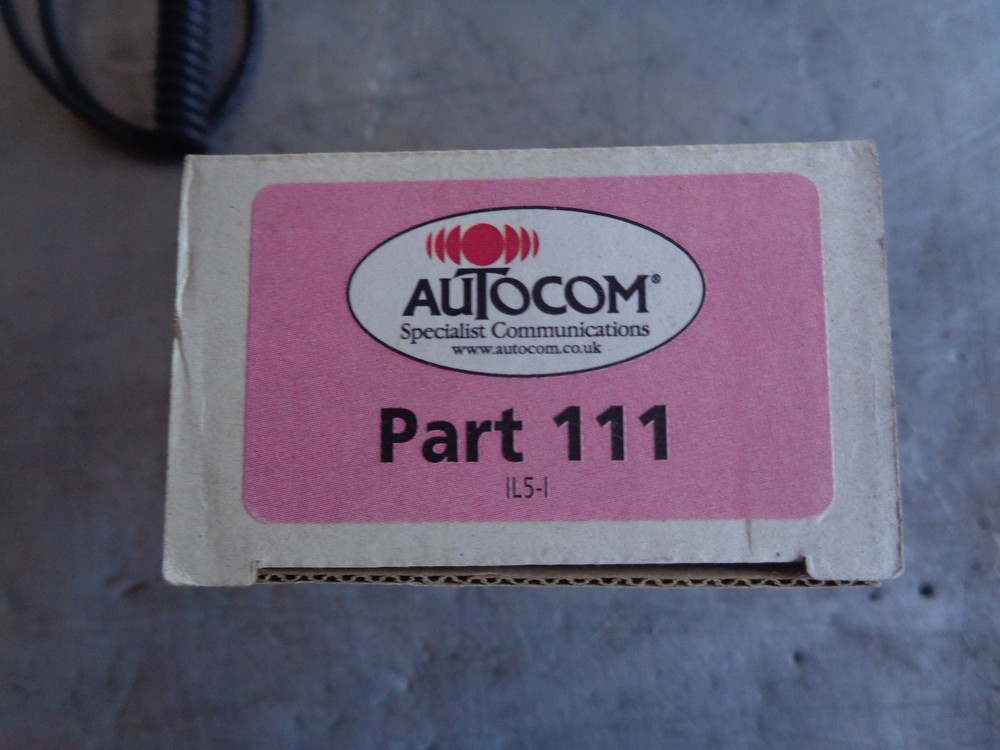 AUTOCOM®
Specialist Communications
www.autocom.co.uk
Part 111
IL5-I